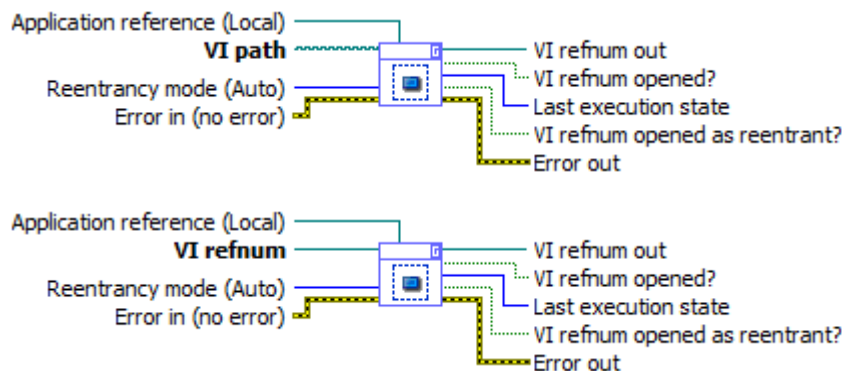 Application reference (Local)
VI path
Reentrancy mode (Auto)
Error in (no error)
VI refnum out
VI refnum opened?
Last execution state
VI refnum opened as reentrant?
Error out
Application reference (Local)
VI refnum
Reentrancy mode (Auto)
Error in (no error)
VI refnum out
VI refnum opened?
Last execution state
VI refnum opened as reentrant?
Error out